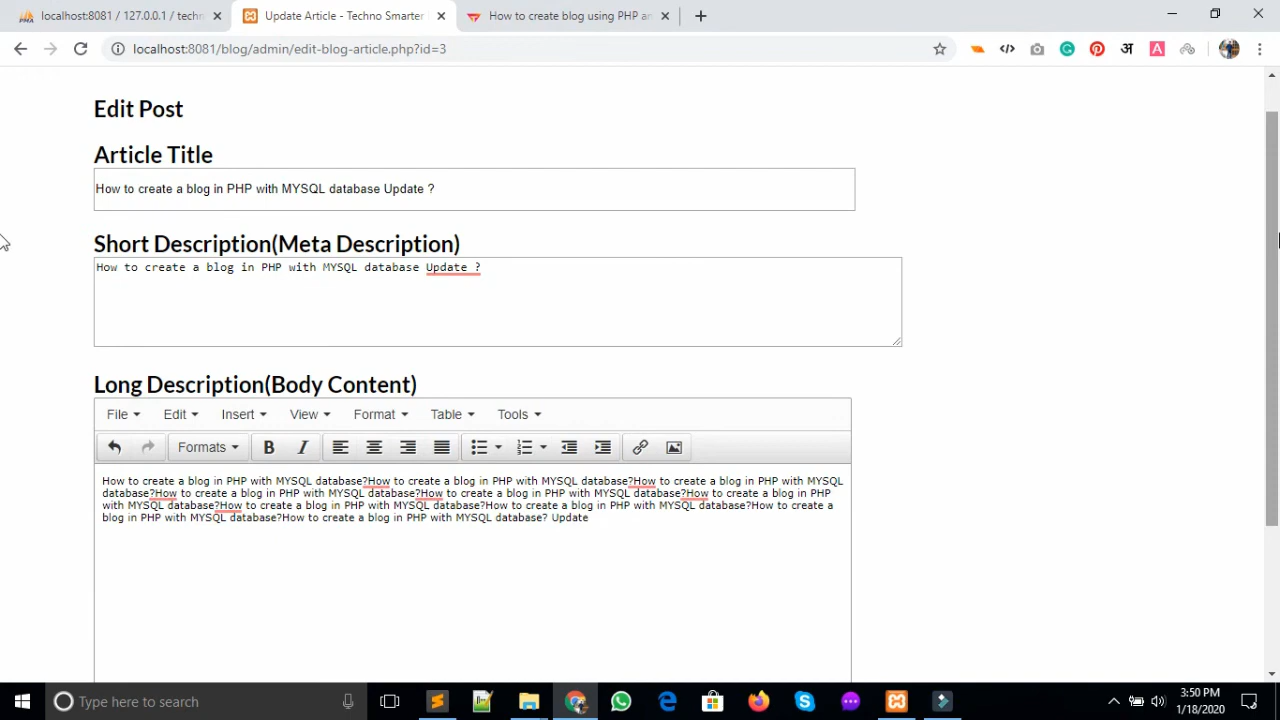 localhost:8081 / 127.0.0.1 / techn
Update Article - Techno Smarter
How to create blog using PHP an
localhost:8081/blog/admin/edit-blog-article.php?id=3
Edit Post
Article Title
How to create a blog in PHP with MYSQL database Update ?
Short Description(Meta Description)
How to create a blog in PHP with MYSQL database Update ?
Long Description(Body Content)
File Edit Insert View Format Table Tools
Formats B I
How to create a blog in PHP with MYSQL database?How to create a blog in PHP with MYSQL database?How to create a blog in PHP with MYSQL
database?How to create a blog in PHP with MYSQL database?How to create a blog in PHP with MYSQL database?How to create a blog in PHP
with MYSQL database?How to create a blog in PHP with MYSQL database?How to create a blog in PHP with MYSQL database?How to create a
blog in PHP with MYSQL database?How to create a blog in PHP with MYSQL database? Update
Type here to search
3:50 PM
1/18/2020